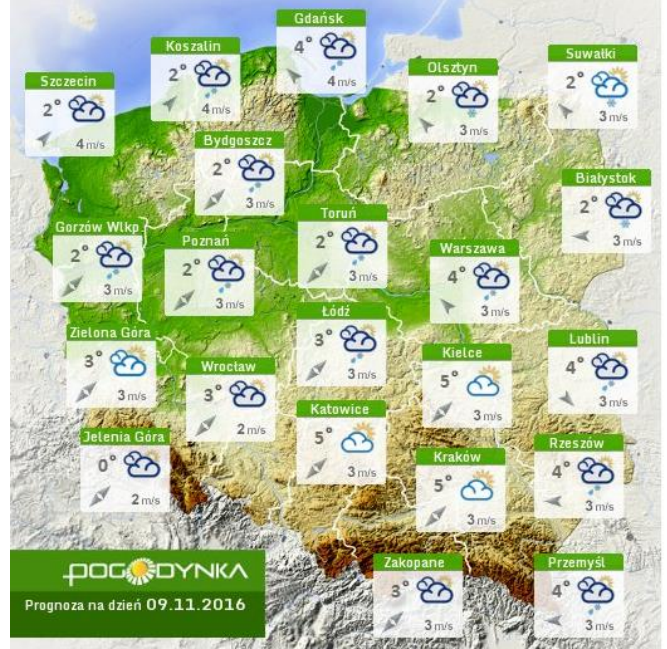 Gdańsk
4°
4 m/s
Koszalin
2°
4 m/s
Szczecin
2°
4 m/s
Olsztyn
2°
3 m/s
Suwałki
2°
3 m/s
Bydgoszcz
2°
3 m/s
Białystok
2°
3 m/s
Gorzów Wlkp
2°
3 m/s
Poznań
2°
3 m/s
Toruń
2°
3 m/s
Warszawa
4°
3 m/s
Zielona Góra
3°
3 m/s
Wrocław
3°
2 m/s
Łódź
3°
3 m/s
Kielce
5°
3 m/s
Lublin
4°
3 m/s
Jelenia Góra
0°
2 m/s
Katowice
5°
3 m/s
Kraków
5°
3 m/s
Rzeszów
4°
3 m/s
Zakopane
3°
3 m/s
Przemyśl
4°
3 m/s
POGODYNKA
Prognoza na dzień 09.11.2016